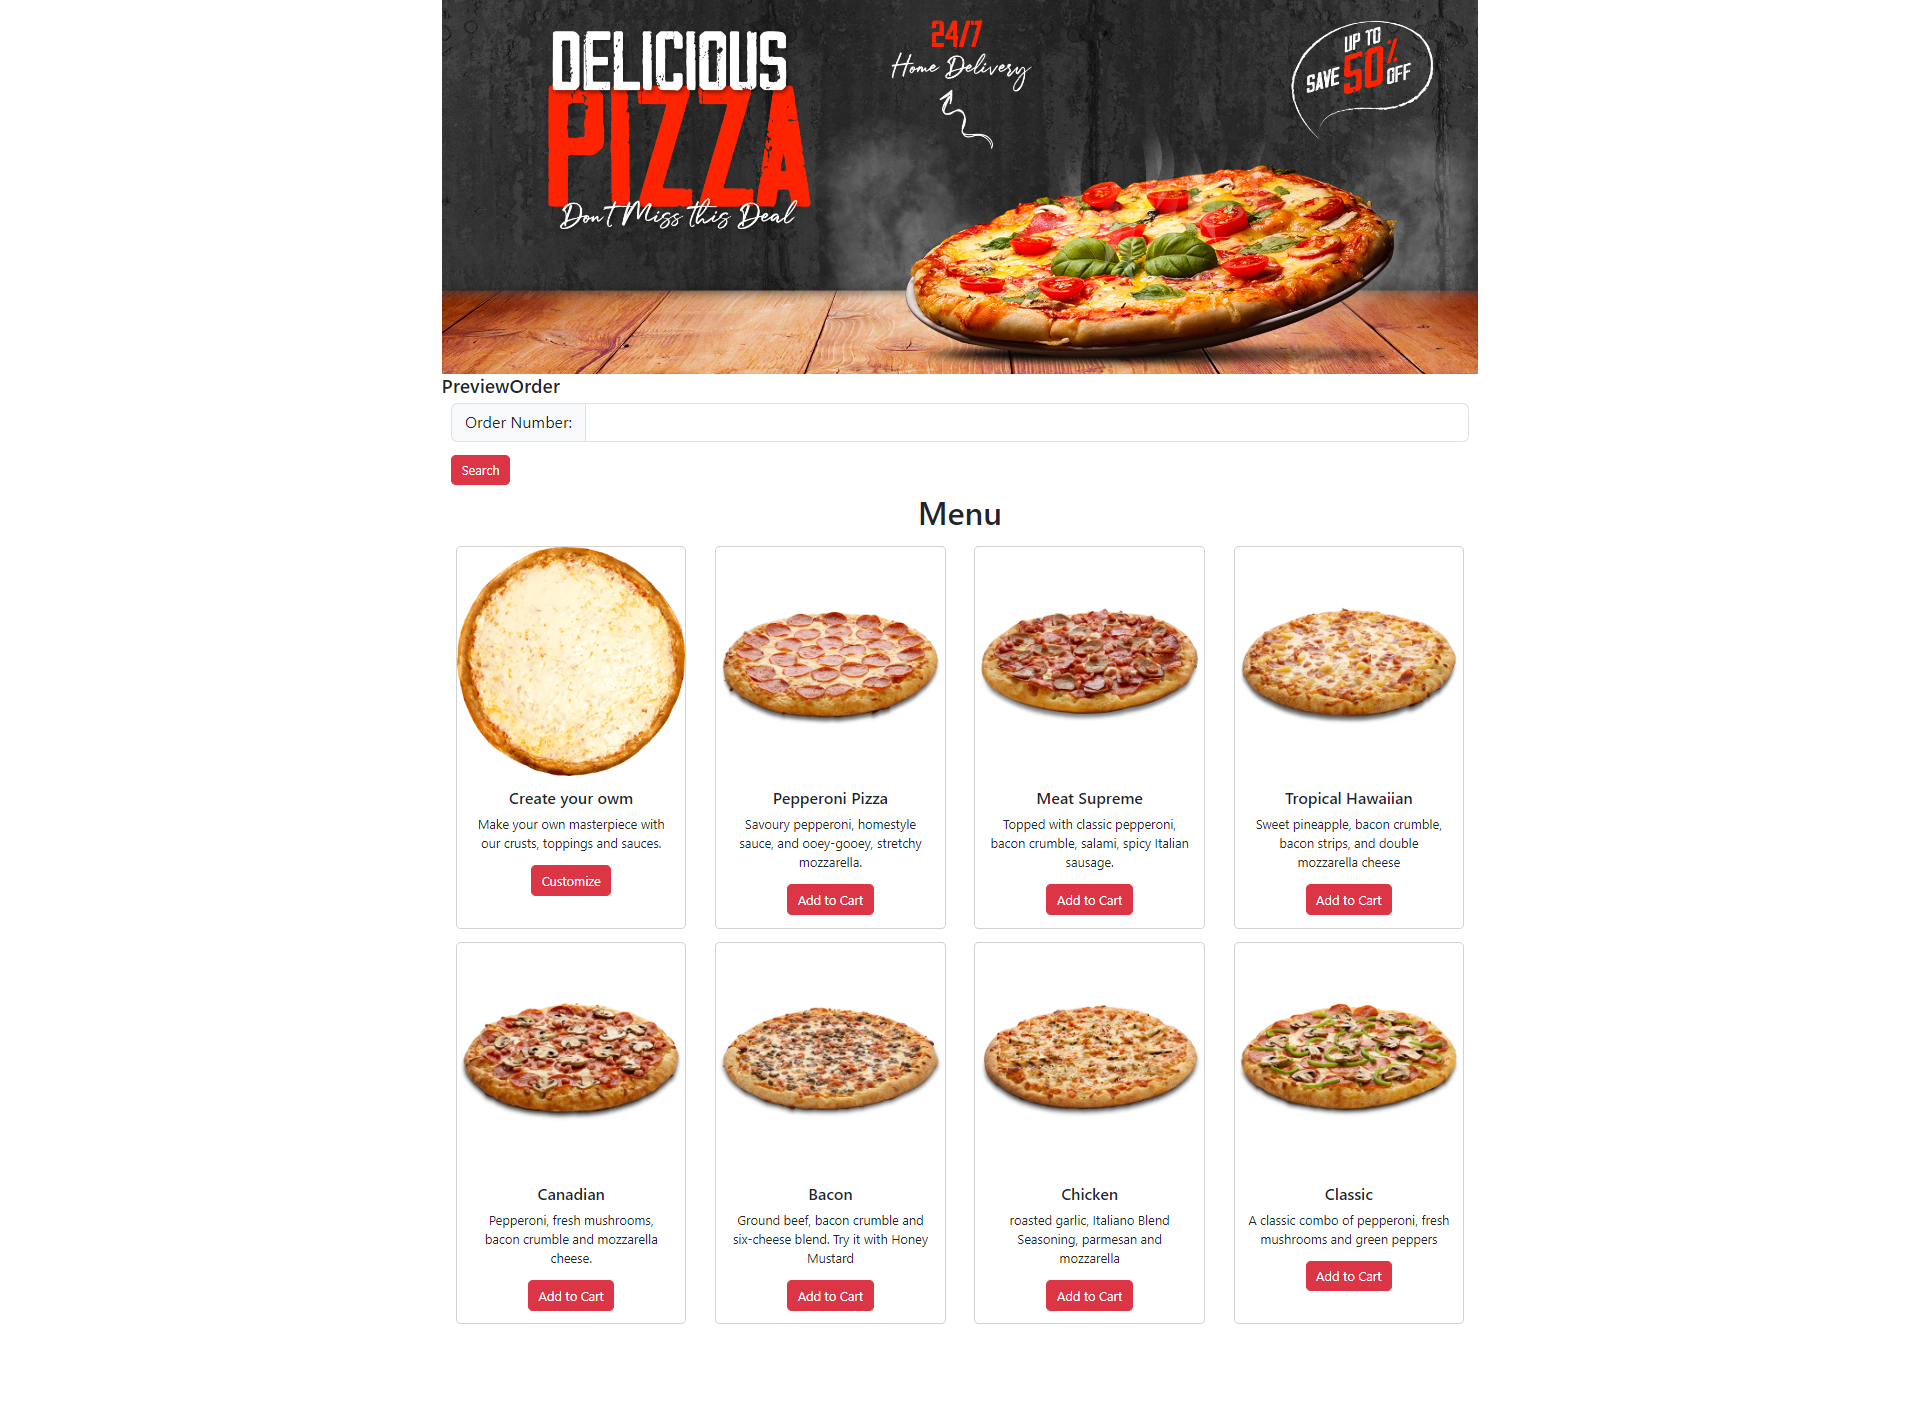 DELICIOUS
PIZZA
Don't Miss this Deal
24/7
Home Delivery
UP TO
SAVE 50% OFF
PreviewOrder
Order Number:
Search
Menu
Create your owm
Make your own masterpiece with
our crusts, toppings and sauces.
Customize
Pepperoni Pizza
Savoury pepperoni, homestyle
sauce, and ooey-gooey, stretchy
mozzarella.
Add to Cart
Meat Supreme
Topped with classic pepperoni,
bacon crumble, salami, spicy Italian
sausage.
Add to Cart
Tropical Hawaiian
Sweet pineapple, bacon crumble,
bacon strips, and double
mozzarella cheese
Add to Cart
Canadian
Pepperoni, fresh mushrooms,
bacon crumble and mozzarella
cheese.
Add to Cart
Bacon
Ground beef, bacon crumble and
six-cheese blend. Try it with Honey
Mustard
Add to Cart
Chicken
roasted garlic, Italiano Blend
Seasoning, parmesan and
mozzarella
Add to Cart
Classic
A classic combo of pepperoni, fresh
mushrooms and green peppers
Add to Cart